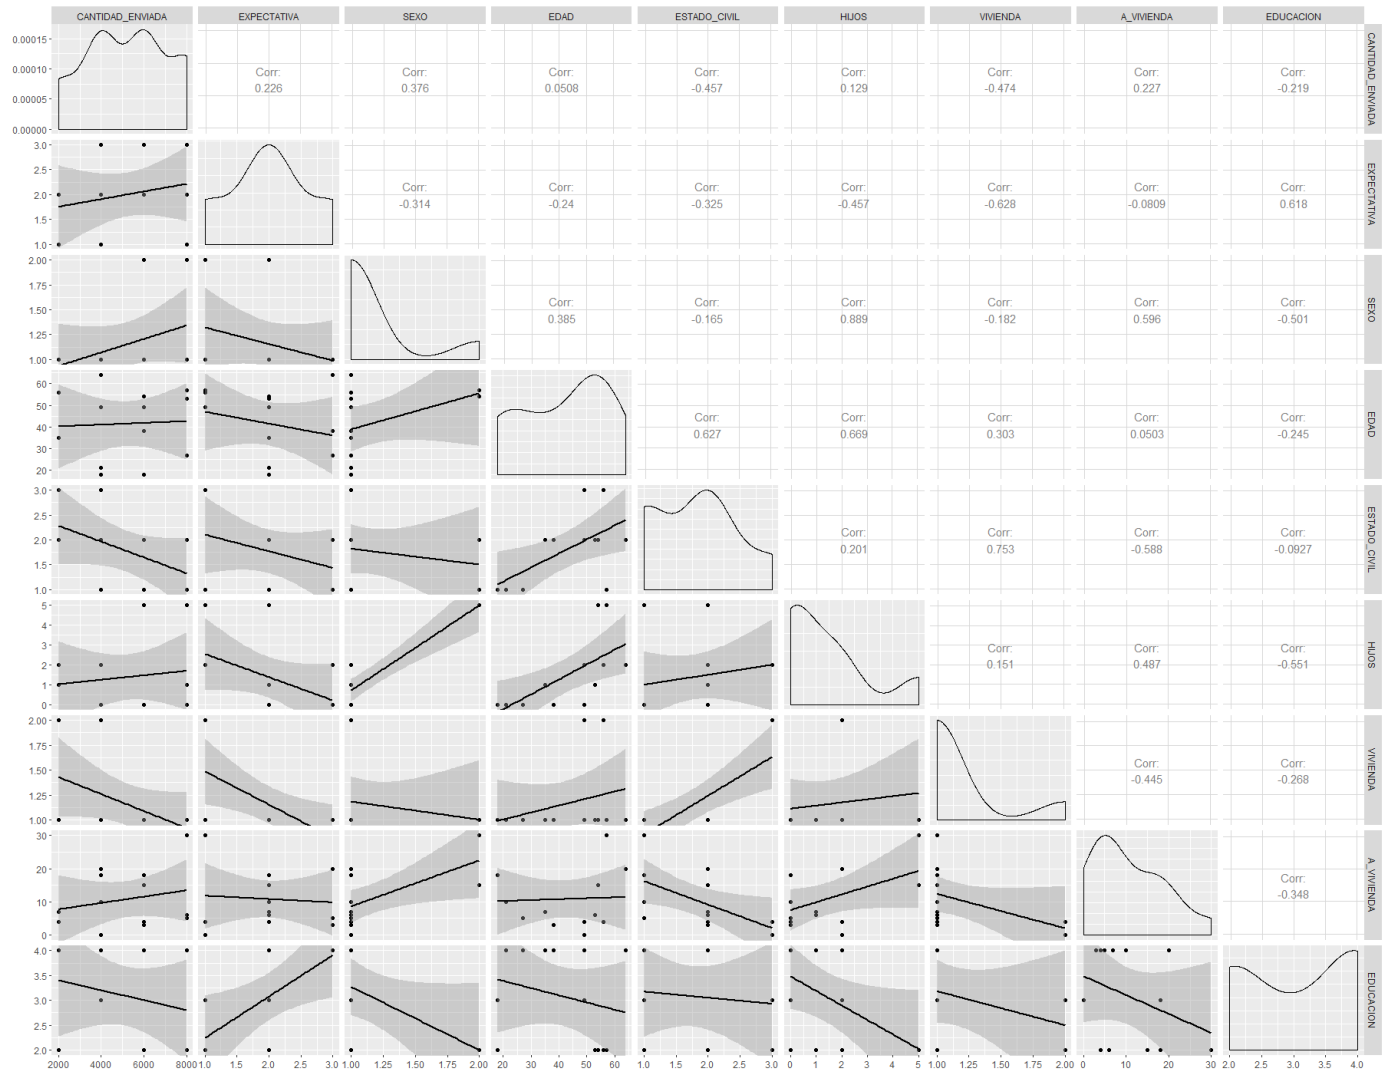 CANTIDAD_ENVIADA EXPECTATIVA SEXO EDAD ESTADO_CIVIL HIJOS VIVIENDA A_VIVIENDA EDUCACION
0.00015
0.00010
0.00005
0.00000
Corr: Corr: Corr: Corr: Corr: Corr: Corr: Corr:
0.226 0.376 0.0508 -0.457 0.129 -0.474 0.227 -0.219
CANTIDAD_ENVIADA
3.0
2.5
2.0
1.5
1.0
Corr: Corr: Corr: Corr: Corr: Corr: Corr:
-0.314 -0.24 -0.325 -0.457 -0.628 -0.0809 0.618
EXPECTATIVA
2.00
1.75
1.50
1.25
1.00
Corr: Corr: Corr: Corr: Corr: Corr:
0.385 -0.165 0.889 -0.182 0.596 -0.501
SEXO
60
50
40
30
20
Corr: Corr: Corr: Corr: Corr:
0.627 0.669 0.303 0.0503 -0.245
EDAD
3.0
2.5
2.0
1.5
1.0
Corr: Corr: Corr: Corr:
0.201 0.753 -0.588 -0.0927
ESTADO_CIVIL
5
4
3
2
1
0
Corr: Corr: Corr:
0.151 0.487 -0.551
HIJOS
2.00
1.75
1.50
1.25
1.00
Corr: Corr:
-0.445 -0.268
VIVIENDA
30
20
10
0
Corr:
-0.348
A_VIVIENDA
4.0
3.5
3.0
2.5
2.0
EDUCACION
2000 4000 6000 8000 1.0 1.5 2.0 2.5 3.0 1.00 1.25 1.50 1.75 2.00 20 30 40 50 60 1.0 1.5 2.0 2.5 3.0 0 1 2 3 4 5 1.00 1.25 1.50 1.75 2.00 0 10 20 30 2.0 2.5 3.0 3.5 4.0